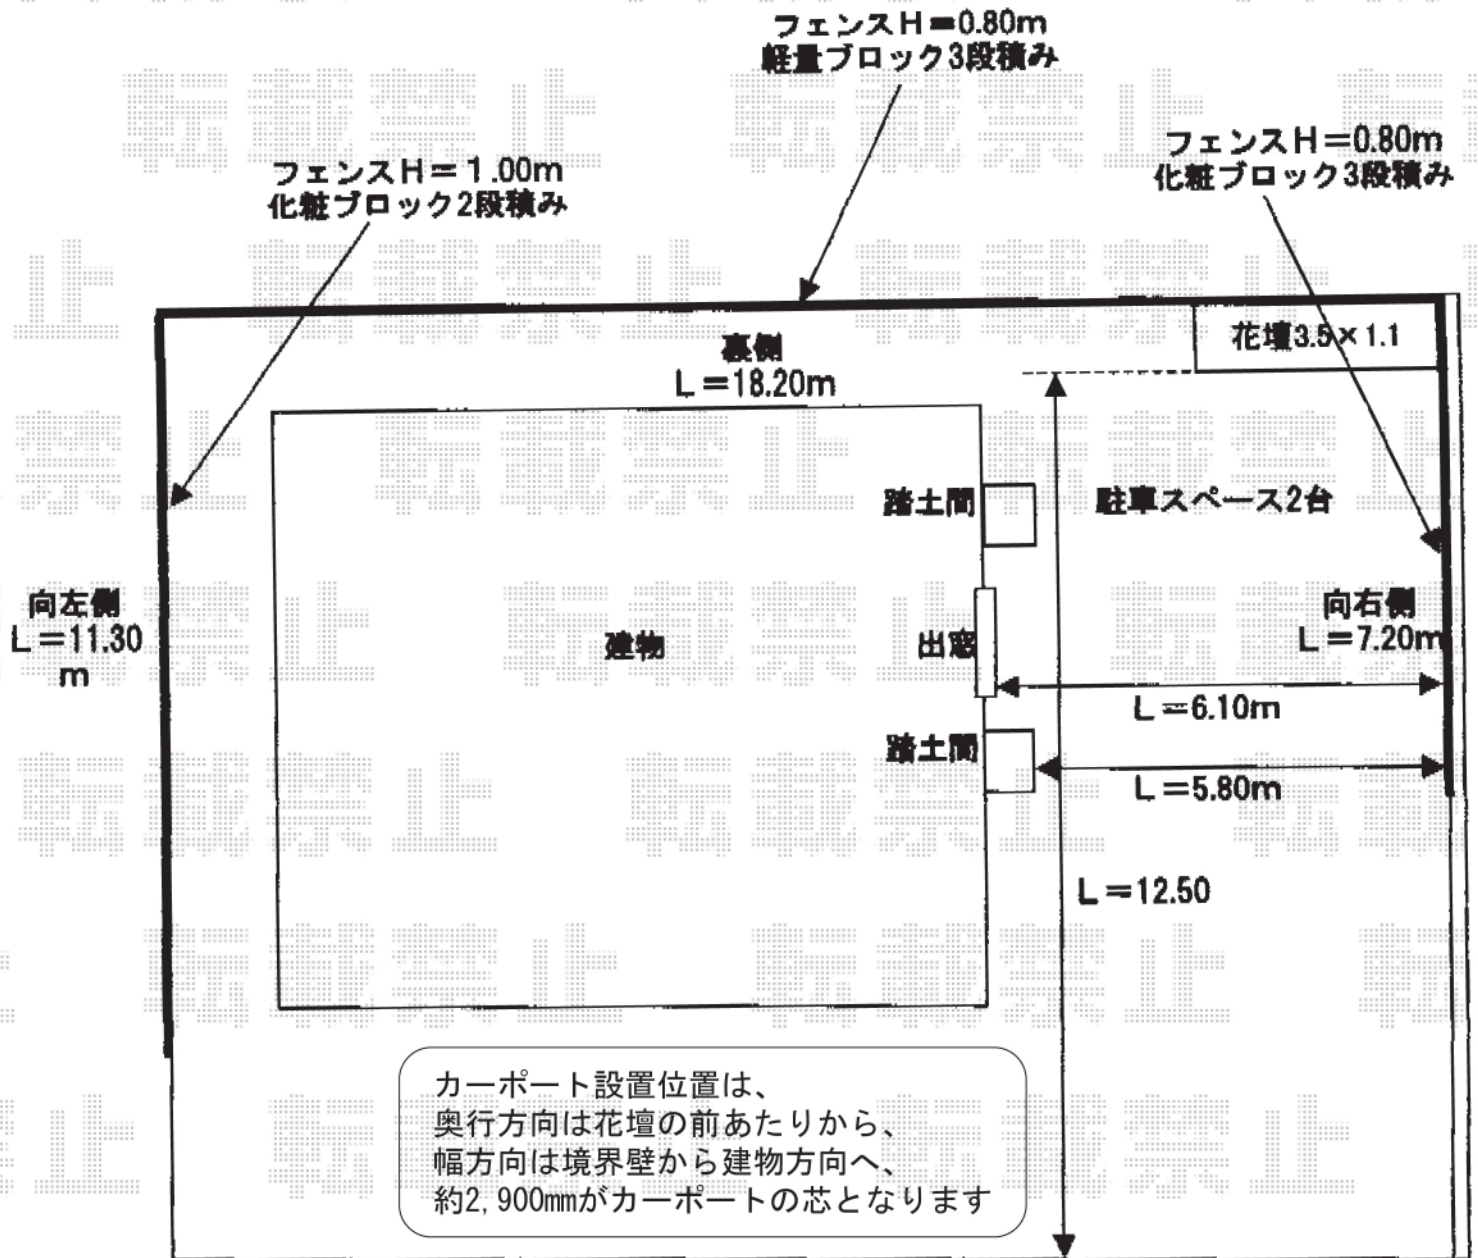 フェンスH=0.80m
軽量ブロック3段積み
フェンスH=0.80m
化粧ブロック3段積み
フェンスH=1.00m
化粧ブロック2段積み
花壇3.5×1.1
裏側
L=18.20m
踏土間
駐車スペース2台
向左側
L=11.30
m
建物
出窓
向右側
L=7.20m
L=6.10m
踏土間
L=5.80m
L=12.50
カーポート設置位置は、
奥行方向は花壇の前あたりから、
幅方向は境界壁から建物方向へ、
約2,900mmがカーポートの芯となります
転載禁止